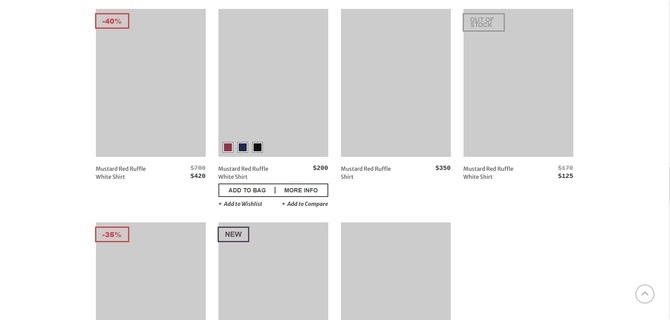 -40%
OUT OF
STOCK
Mustard Red Ruffle
White Shirt
$700
$420
Mustard Red Ruffle
White Shirt
$200
Mustard Red Ruffle
Shirt
$350
Mustard Red Ruffle
White Shirt
$170
$125
ADD TO BAG | MORE INFO
+ Add to Wishlist
+ Add to Compare
-35%
NEW